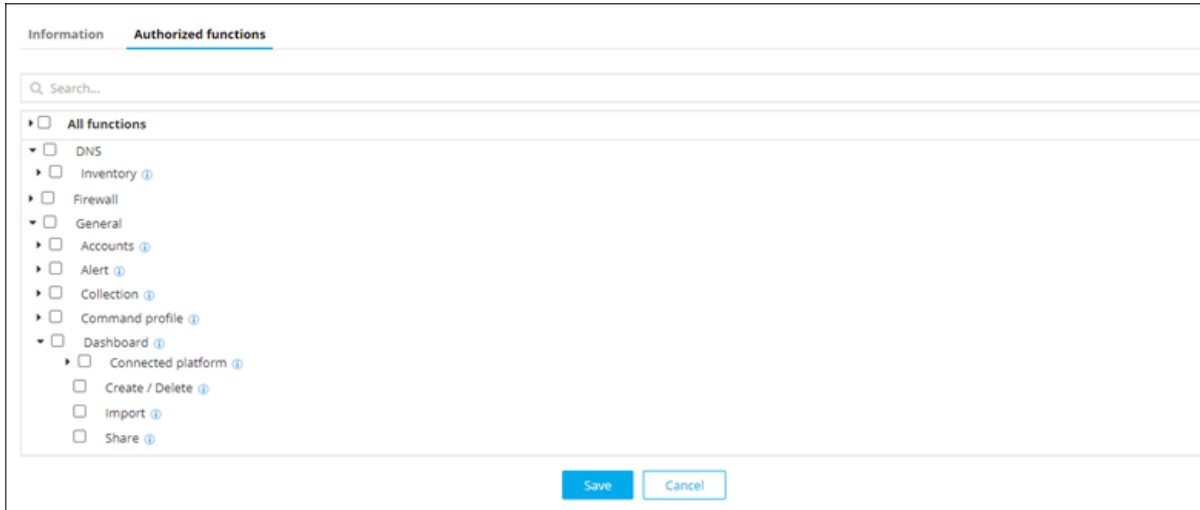 Information Authorized functions
Search...
All functions
DNS
Inventory
Firewall
General
Accounts
Alert
Collection
Command profile
Dashboard
Connected platform
Create / Delete
Import
Share
Save Cancel